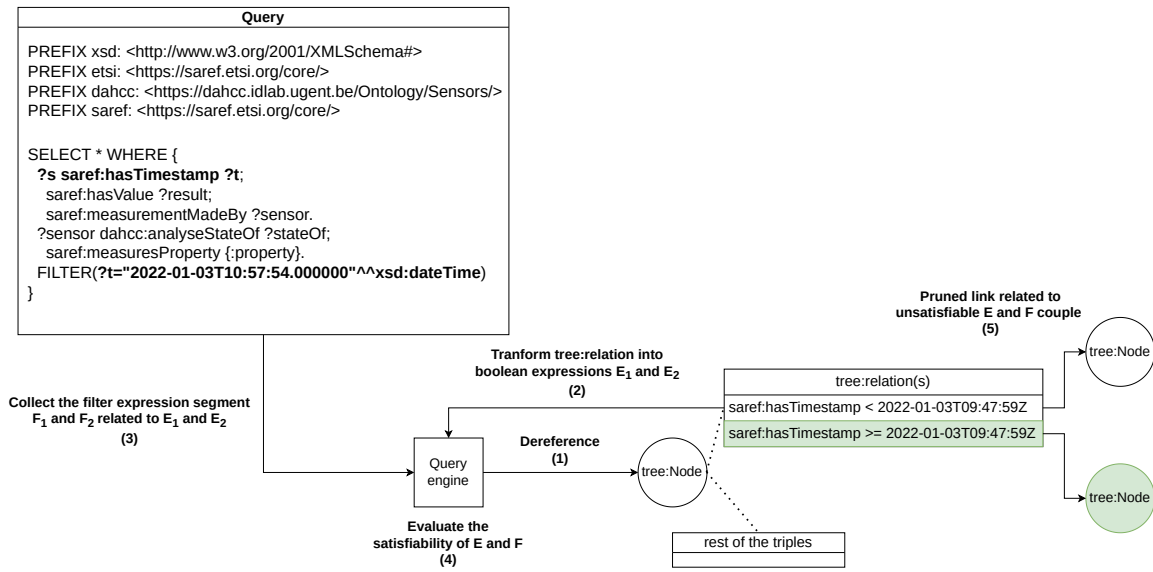 Query
PREFIX xsd: <http://www.w3.org/2001/XMLSchema#>
PREFIX etsi: <https://saref.etsi.org/core/>
PREFIX dahcc: <https://dahcc.idlab.ugent.be/Ontology/Sensors/>
PREFIX saref: <https://saref.etsi.org/core/>
SELECT * WHERE {
?s saref:hasTimestamp ?t;
saref:hasValue ?result;
saref:measurementMadeBy ?sensor.
?sensor dahcc:analyseStateOf ?stateOf;
saref:measuresProperty {:property}.
FILTER(?t="2022-01-03T10:57:54.000000"^^xsd:dateTime)
}
Pruned link related to
unsatisfiable E and F couple
(5)
tree:Node
Tranform tree:relation into
boolean expressions E1 and E2
(2)
tree:relation(s)
saref:hasTimestamp < 2022-01-03T09:47:59Z
saref:hasTimestamp >= 2022-01-03T09:47:59Z
Collect the filter expression segment
F1 and F2 related to E1 and E2
(3)
Query
engine
Dereference
(1)
tree:Node
tree:Node
Evaluate the
satisfiability of E and F
(4)
rest of the triples